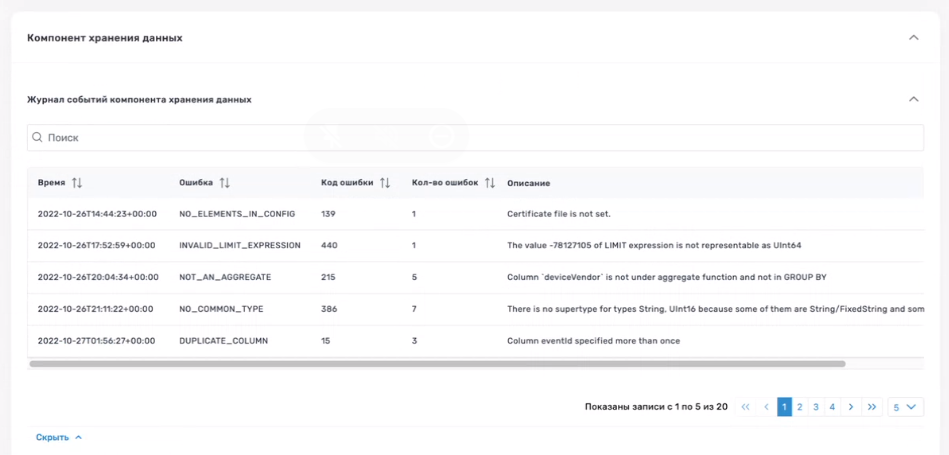 Компонент хранения данных
Журнал событий компонента хранения данных
Поиск
Время Ошибка Код ошибки Кол-во ошибок Описание
2022-10-26T14:44:23+00:00 NO_ELEMENTS_IN_CONFIG 139 1 Certificate file is not set.
2022-10-26T17:52:59+00:00 INVALID_LIMIT_EXPRESSION 440 1 The value -78127105 of LIMIT expression is not representable as UInt64
2022-10-26T20:04:34+00:00 NOT_AN_AGGREGATE 215 5 Column `deviceVendor` is not under aggregate function and not in GROUP BY
2022-10-26T21:11:22+00:00 NO_COMMON_TYPE 386 7 There is no supertype for types String, UInt16 because some of them are String/FixedString and som
2022-10-27T01:56:27+00:00 DUPLICATE_COLUMN 15 3 Column eventId specified more than once
Показаны записи с 1 по 5 из 20 << < 1 2 3 4 > >> 5
Скрыть